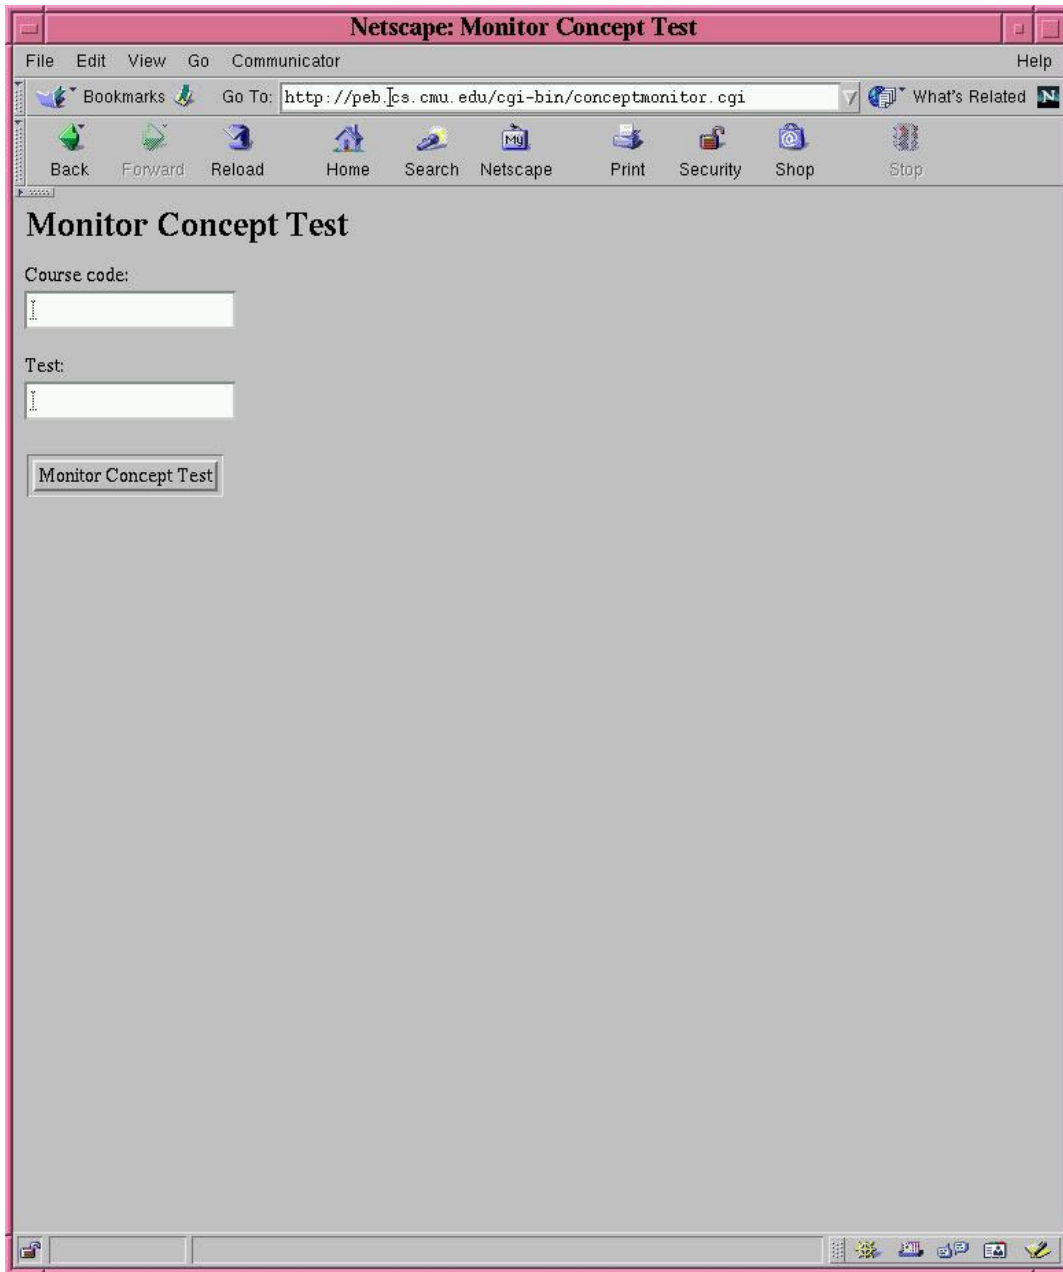 Netscape: Monitor Concept Test
File Edit View Go Communicator Help
Bookmarks Go To: http://peb.cs.cmu.edu/cgi-bin/conceptmonitor.cgi What's Related N
Back Forward Reload Home Search My Netscape Print Security Shop Stop
Monitor Concept Test
Course code:
Test:
Monitor Concept Test